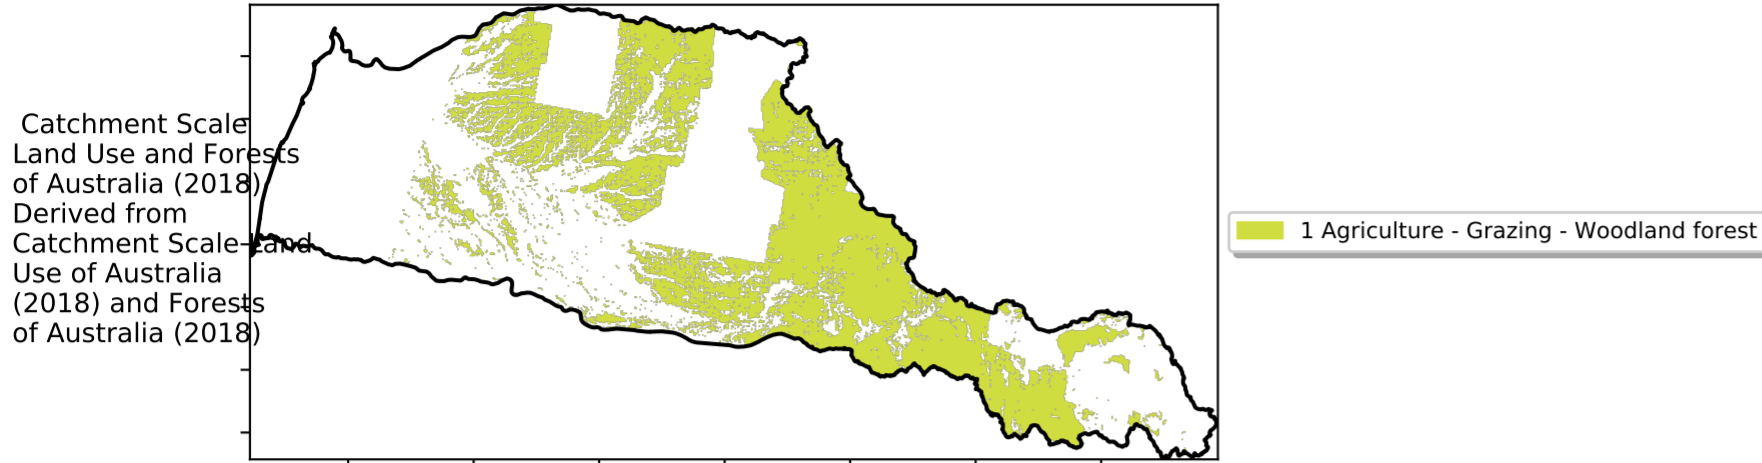 Catchment Scale
Land Use and Forests
of Australia (2018)
Derived from
Catchment Scale Land
Use of Australia
(2018) and Forests
of Australia (2018)
1 Agriculture - Grazing - Woodland forest